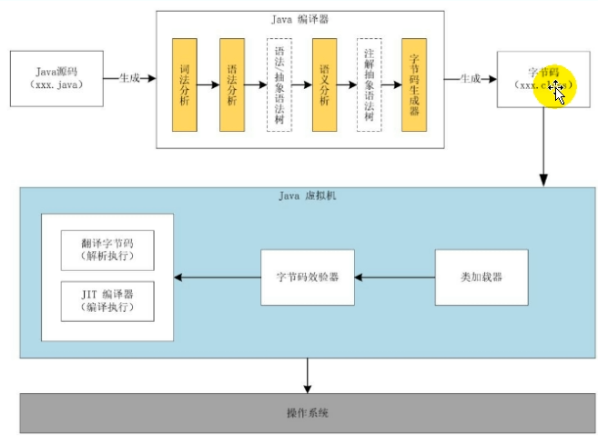 Java 编译器
Java源码
（xxx.java）
生成
词法分析
语法分析
语法/抽象语法树
语义分析
注解抽象语法树
字节码生成器
生成
字节码
Java 虚拟机
翻译字节码
（解析执行）
JIT 编译器
（编译执行）
字节码效验器
类加载器
操作系统